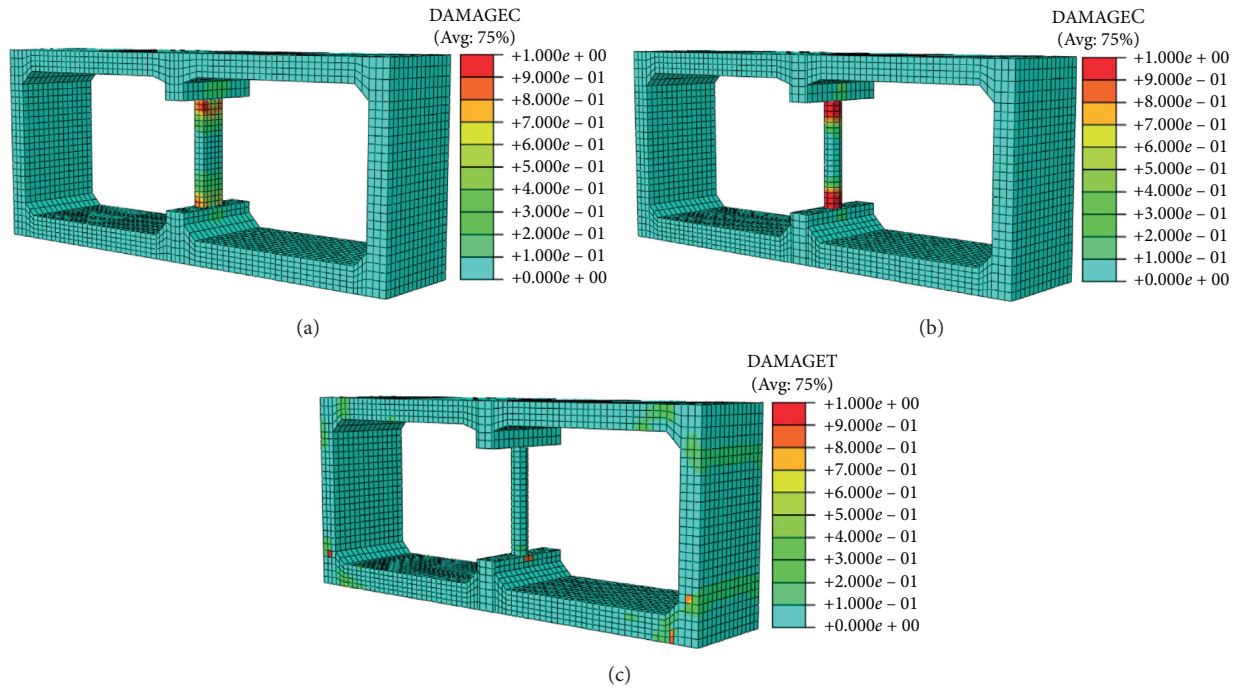 DAMAGEC
(Avg: 75%)
+1.000e + 00
+9.000e – 01
+8.000e – 01
+7.000e – 01
+6.000e – 01
+5.000e – 01
+4.000e – 01
+3.000e – 01
+2.000e – 01
+1.000e – 01
+0.000e + 00
(a)
DAMAGEC
(Avg: 75%)
+1.000e + 00
+9.000e – 01
+8.000e – 01
+7.000e – 01
+6.000e – 01
+5.000e – 01
+4.000e – 01
+3.000e – 01
+2.000e – 01
+1.000e – 01
+0.000e + 00
(b)
DAMAGET
(Avg: 75%)
+1.000e + 00
+9.000e – 01
+8.000e – 01
+7.000e – 01
+6.000e – 01
+5.000e – 01
+4.000e – 01
+3.000e – 01
+2.000e – 01
+1.000e – 01
+0.000e + 00
(c)